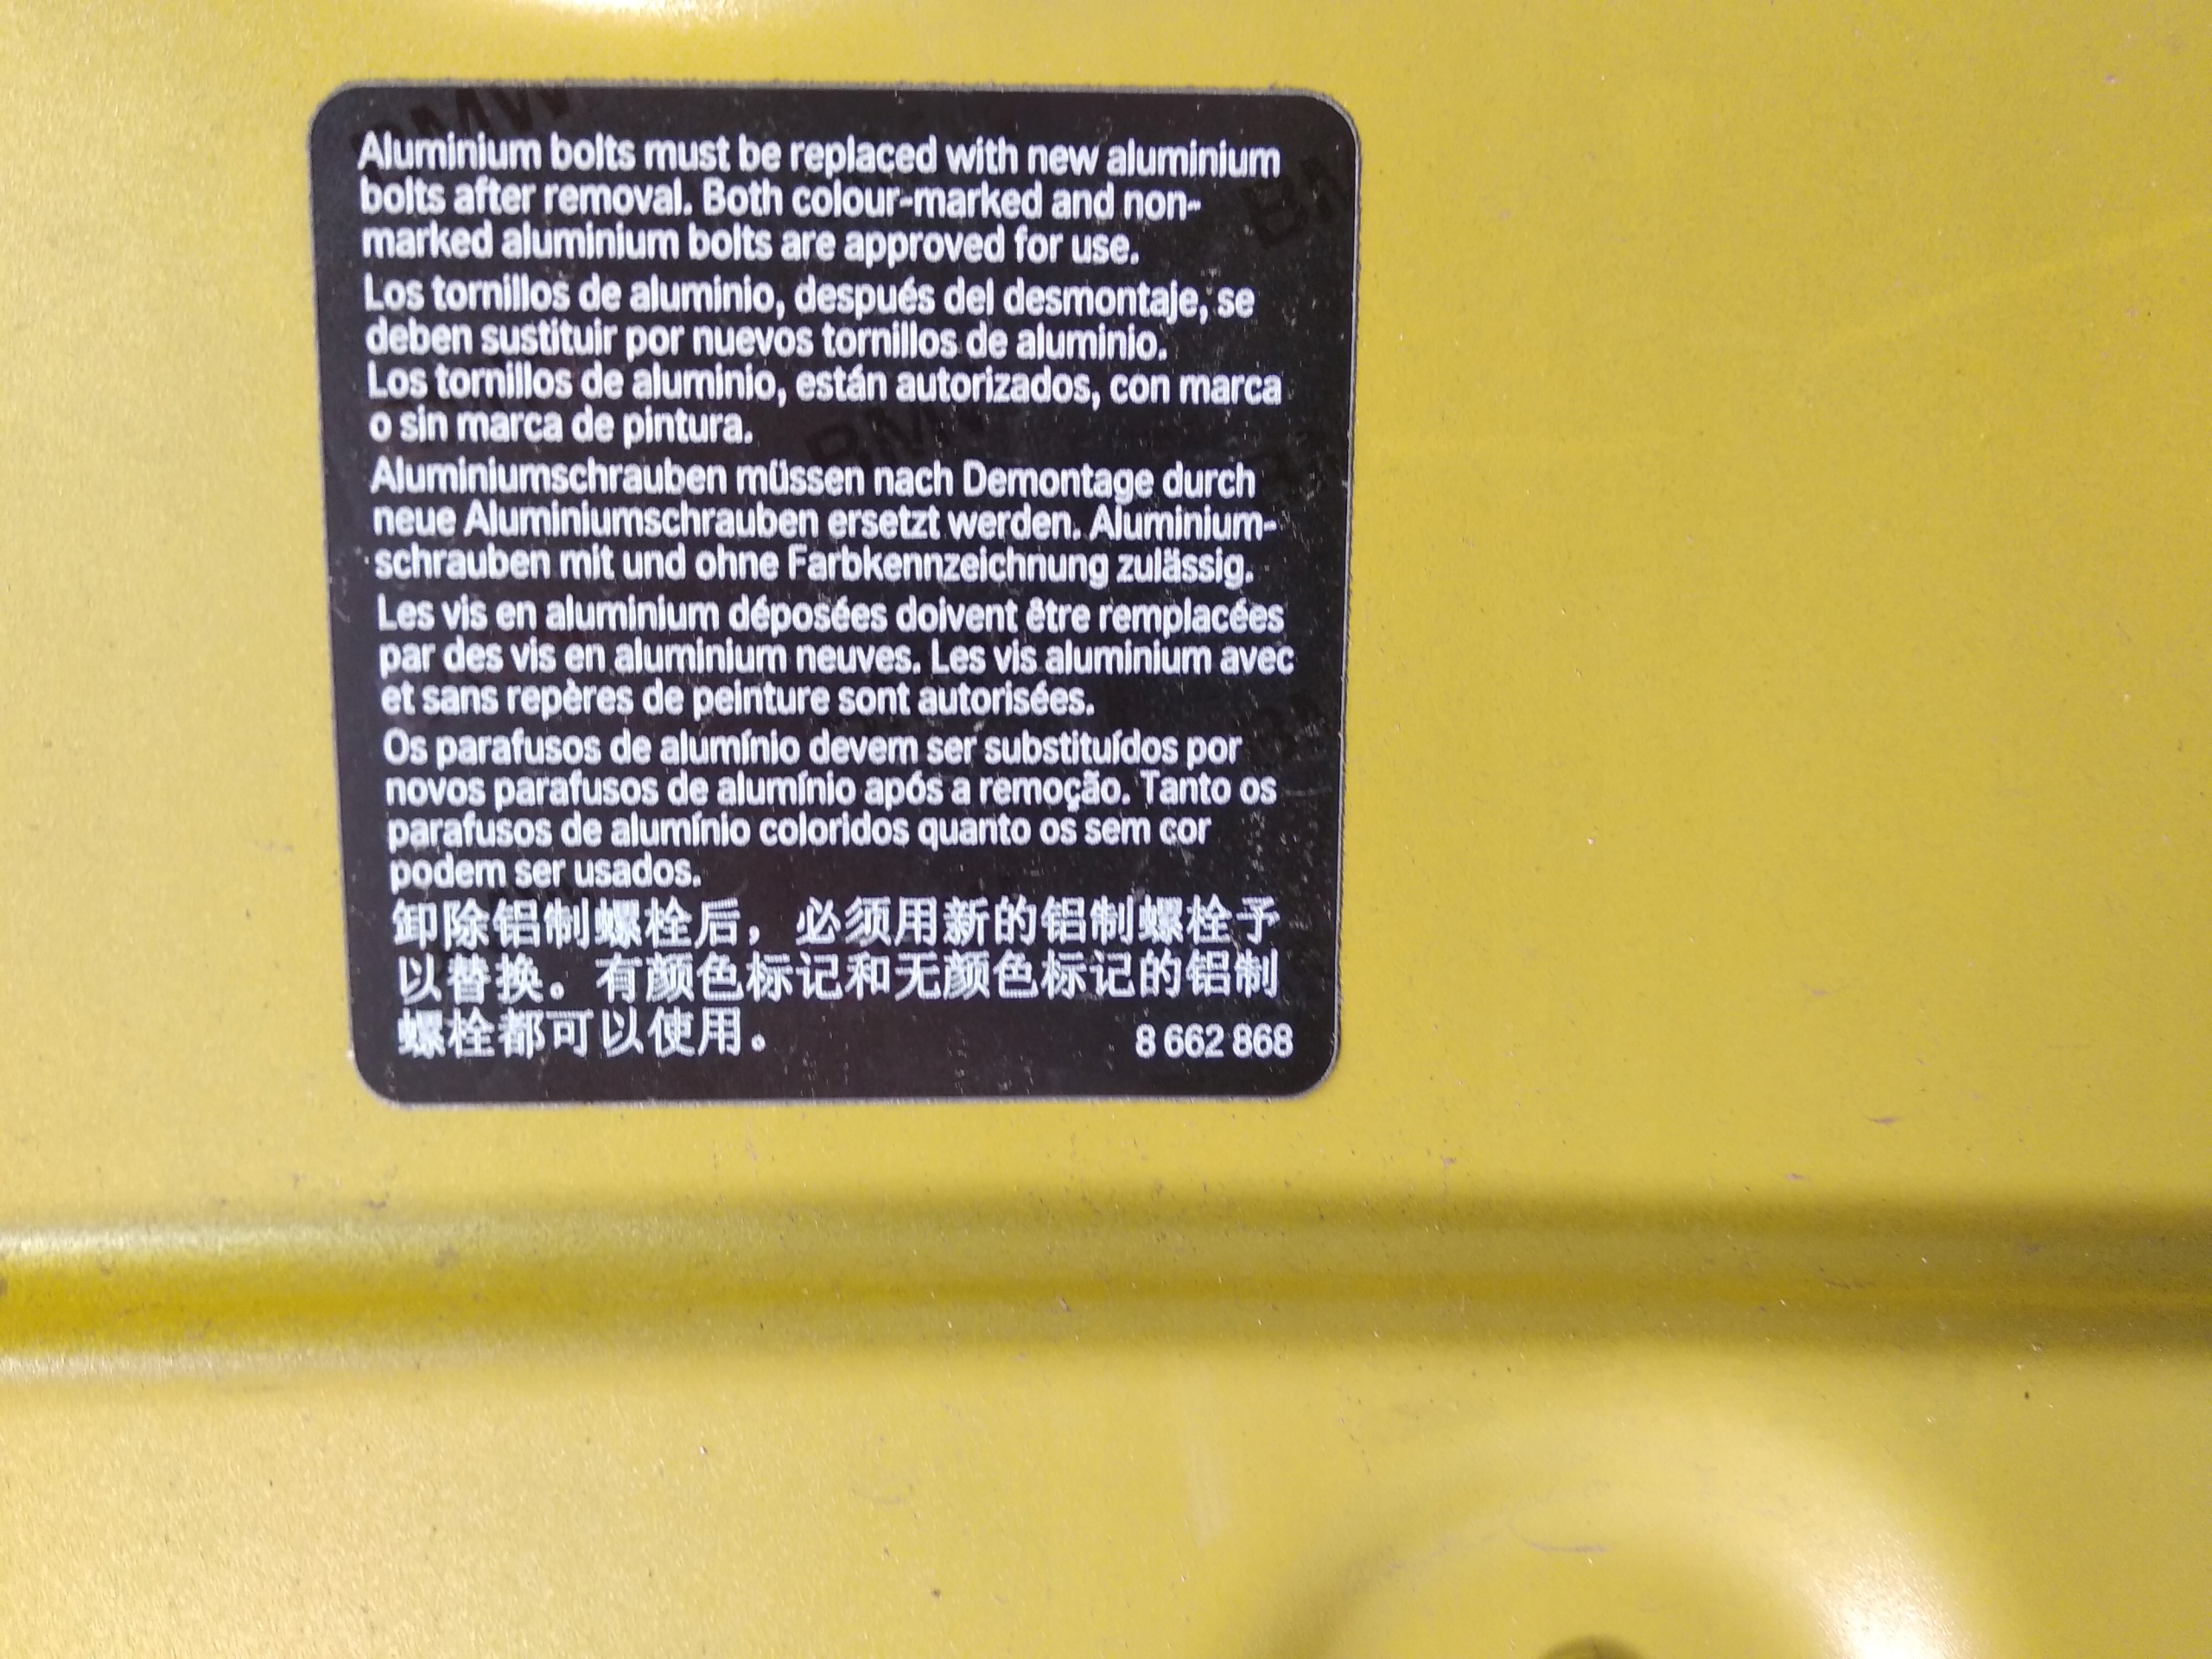 Aluminium bolts must be replaced with new aluminium
bolts after removal. Both colour-marked and non-
marked aluminium bolts are approved for use.
Los tornillos de aluminio, después del desmontaje, se
deben sustituir por nuevos tornillos de aluminio.
Los tornillos de aluminio, están autorizados, con marca
o sin marca de pintura.
Aluminiumschrauben müssen nach Demontage durch
neue Aluminiumschrauben ersetzt werden. Aluminium-
schrauben mit und ohne Farbkennzeichnung zulässig.
Les vis en aluminium déposées doivent être remplacées
par des vis en aluminium neuves. Les vis aluminium avec
et sans repères de peinture sont autorisées.
Os parafusos de alumínio devem ser substituídos por
novos parafusos de alumínio após a remoção. Tanto os
parafusos de alumínio coloridos quanto os sem cor
podem ser usados.
卸除铝制螺栓后，必须用新的铝制螺栓予
以替换。有颜色标记和无颜色标记的铝制
螺栓都可以使用。
8 662 868
BMW
BMW